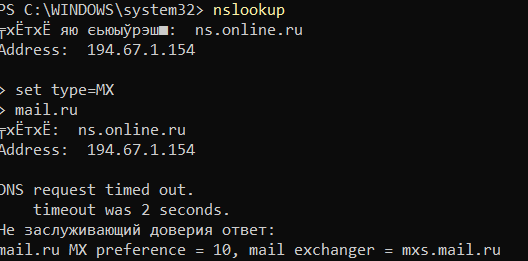 PS C:\WINDOWS\system32> nslookup
╤хЁтхЁ яю єьюыўрэш■:  ns.online.ru
Address:  194.67.1.154
> set type=MX
> mail.ru
╤хЁтхЁ:  ns.online.ru
Address:  194.67.1.154
DNS request timed out.
    timeout was 2 seconds.
Не заслуживающий доверия ответ:
mail.ru MX preference = 10, mail exchanger = mxs.mail.ru